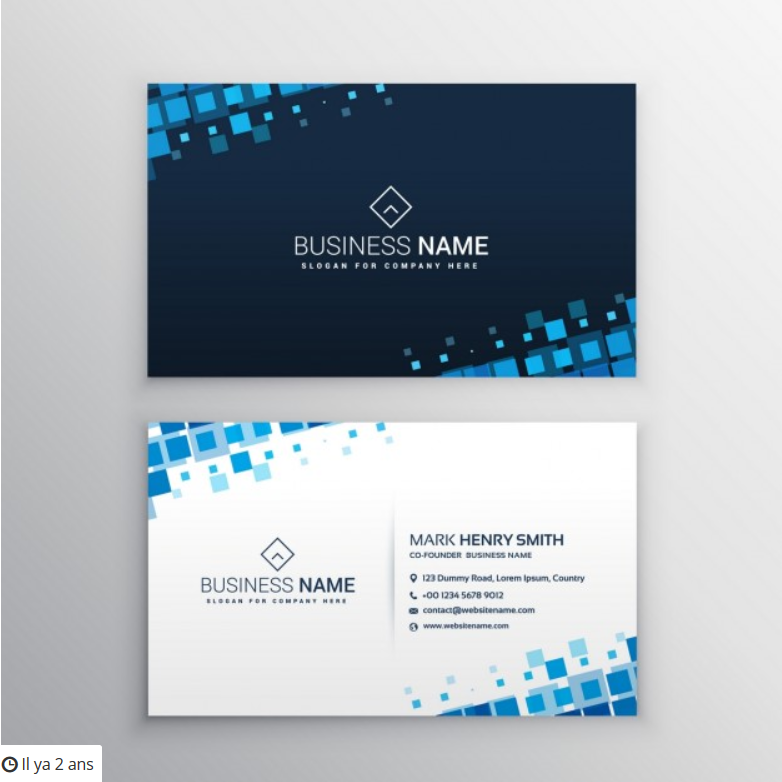 BUSINESS NAME
SLOGAN FOR COMPANY HERE
BUSINESS NAME
SLOGAN FOR COMPANY HERE
MARK HENRY SMITH
CO-FOUNDER BUSINESS NAME
123 Dummy Road, Lorem Ipsum, Country
+00 1234 5678 9012
contact@websitename.com
www.websitename.com
Il ya 2 ans